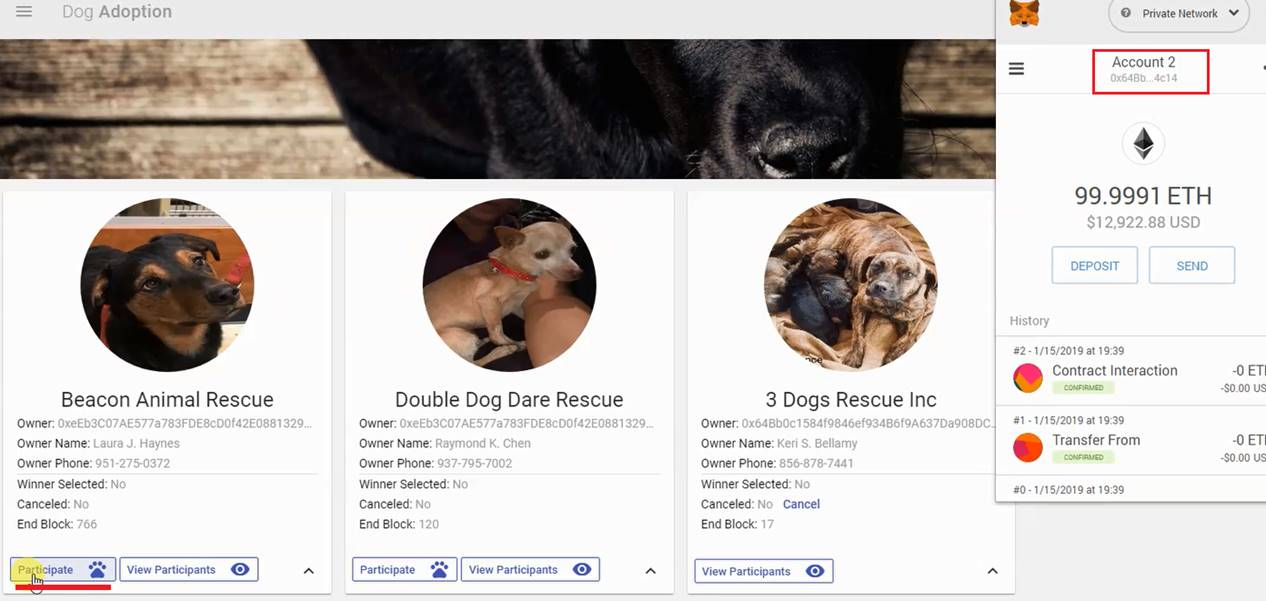 Dog Adoption
Private Network
Account 2
0x64Bb...4c14
99.9991 ETH
$12,922.88 USD
DEPOSIT
SEND
History
#2 - 1/15/2019 at 19:39
Contract Interaction
-0 ETH
CONFIRMED
-$0.00 US
#1 - 1/15/2019 at 19:39
Transfer From
-0 ETH
CONFIRMED
-$0.00 US
#0 - 1/15/2019 at 19:39
Beacon Animal Rescue
Owner: 0xeEb3C07AE577a783FDE8cD0f42E0881329...
Owner Name: Laura J. Haynes
Owner Phone: 951-275-0372
Winner Selected: No
Canceled: No
End Block: 766
Participate
View Participants
Double Dog Dare Rescue
Owner: 0xeEb3C07AE577a783FDE8cD0f42E0881329...
Owner Name: Raymond K. Chen
Owner Phone: 937-795-7002
Winner Selected: No
Canceled: No
End Block: 120
Participate
View Participants
3 Dogs Rescue Inc
Owner: 0x64Bb0c1584f9846ef934B6f9A637Da908DC...
Owner Name: Keri S. Bellamy
Owner Phone: 856-878-7441
Winner Selected: No
Canceled: No Cancel
End Block: 17
View Participants